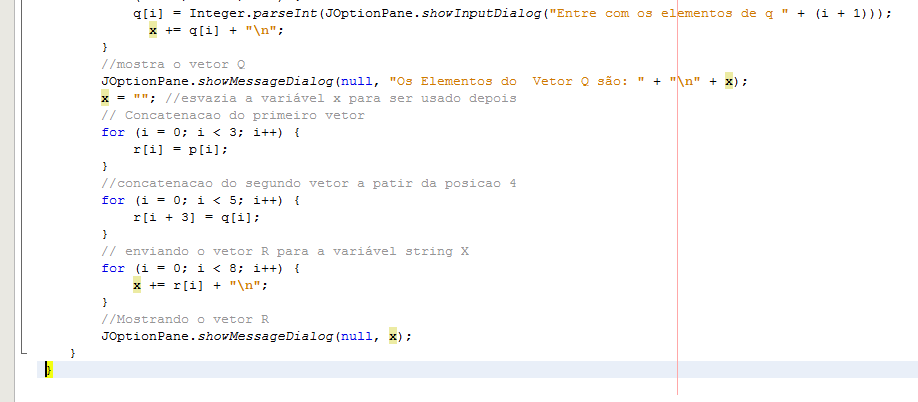 q[i] = Integer.parseInt(JOptionPane.showInputDialog("Entre com os elementos de q " + (i + 1)));
x += q[i] + "\n";
}
//mostra o vetor Q
JOptionPane.showMessageDialog(null, "Os Elementos do  Vetor Q são: " + "\n" + x);
x = ""; //esvazia a variável x para ser usado depois
// Concatenacao do primeiro vetor
for (i = 0; i < 3; i++) {
r[i] = p[i];
}
//concatenacao do segundo vetor a patir da posicao 4
for (i = 0; i < 5; i++) {
r[i + 3] = q[i];
}
// enviando o vetor R para a variável string X
for (i = 0; i < 8; i++) {
x += r[i] + "\n";
}
//Mostrando o vetor R
JOptionPane.showMessageDialog(null, x);
}
}